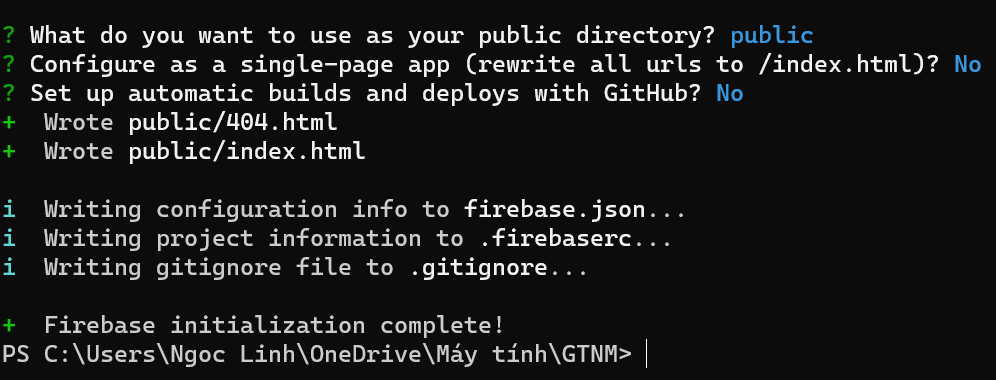 ? What do you want to use as your public directory? public
? Configure as a single-page app (rewrite all urls to /index.html)? No
? Set up automatic builds and deploys with GitHub? No
+  Wrote public/404.html
+  Wrote public/index.html
i  Writing configuration info to firebase.json...
i  Writing project information to .firebaserc...
i  Writing gitignore file to .gitignore...
+  Firebase initialization complete!
PS C:\Users\Ngoc Linh\OneDrive\Máy tính\GTNM>